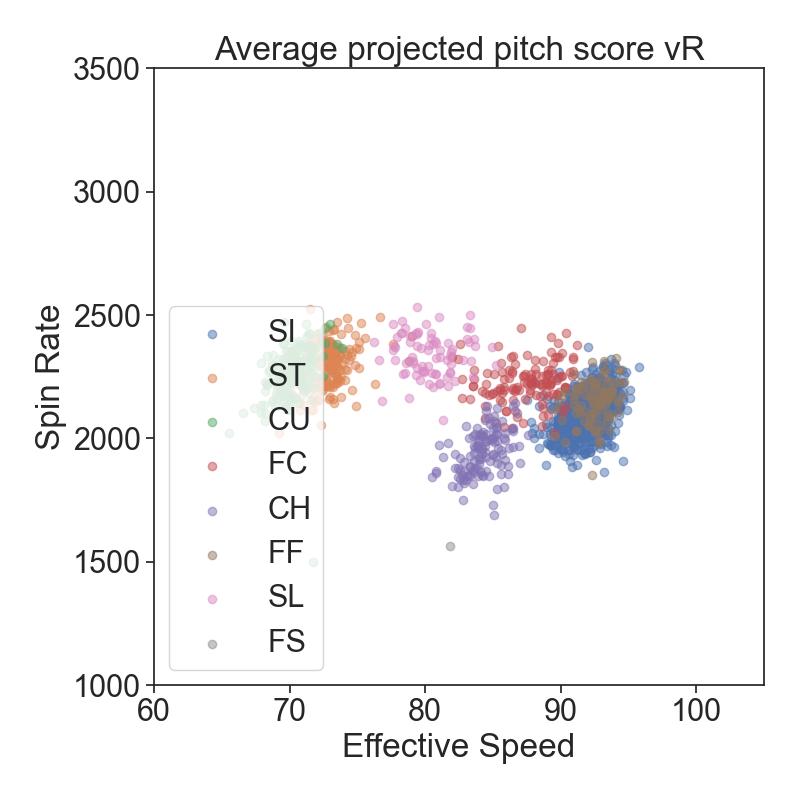 Average projected pitch score vR
3500
3000
2500
2000
1500
1000
Spin Rate
SI
ST
CU
FC
CH
FF
SL
FS
60
70
80
90
100
Effective Speed